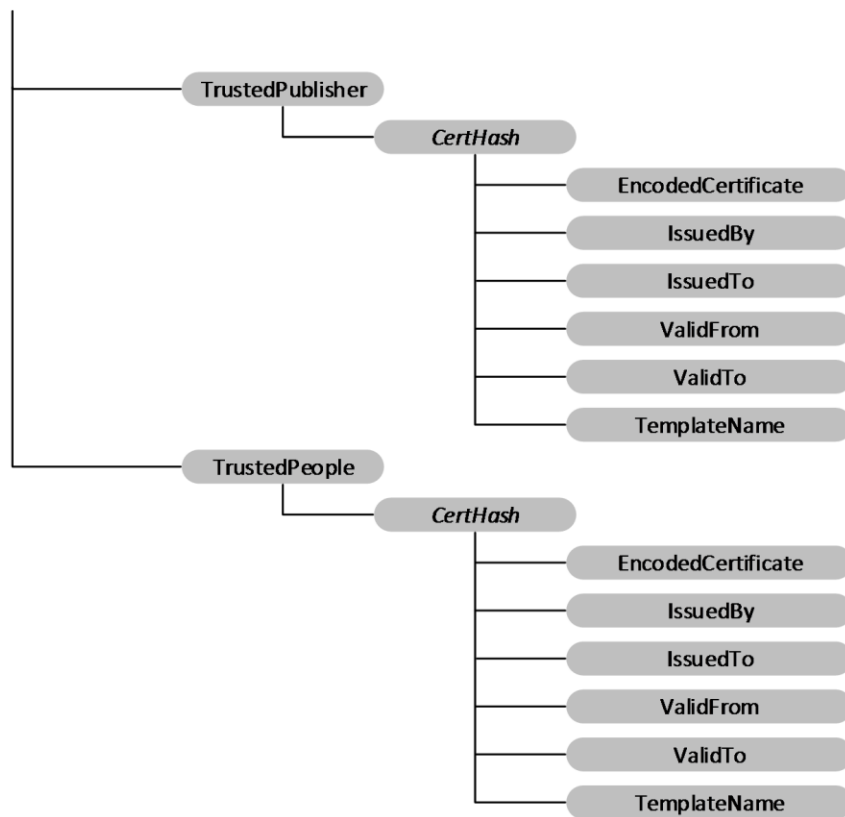 TrustedPublisher
CertHash
EncodedCertificate
IssuedBy
IssuedTo
ValidFrom
ValidTo
TemplateName
TrustedPeople
CertHash
EncodedCertificate
IssuedBy
IssuedTo
ValidFrom
ValidTo
TemplateName